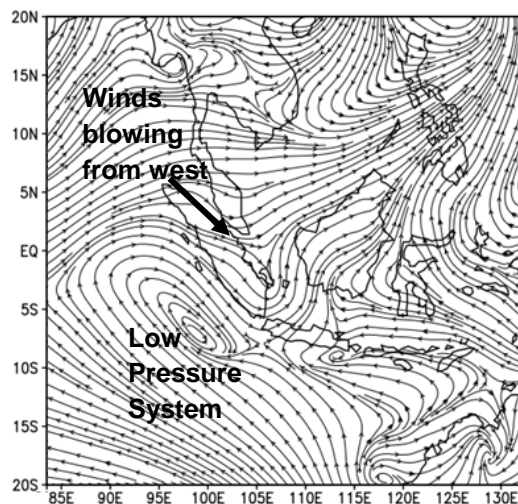 20N
15N
Winds
blowing
10N
from west
5N
EQ
5S
Low
Pressure
10S
System
15S
20S
85E 90E 95E 100E 105E 110E 115E 120E 125E 130E